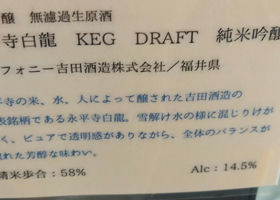 醸 無濾過生原酒
寺白龍 KEG DRAFT 純米吟醸
フォニー吉田酒造株式会社／福井県
平寺の米、水、人によって醸された吉田酒造の
表銘柄である永平寺白龍。雪解け水の様に混じりけが
く、ピュアで透明感がありながら、全体のバランスが
れた芳醇な味わい。
精米歩合：58% Alc：14.5%